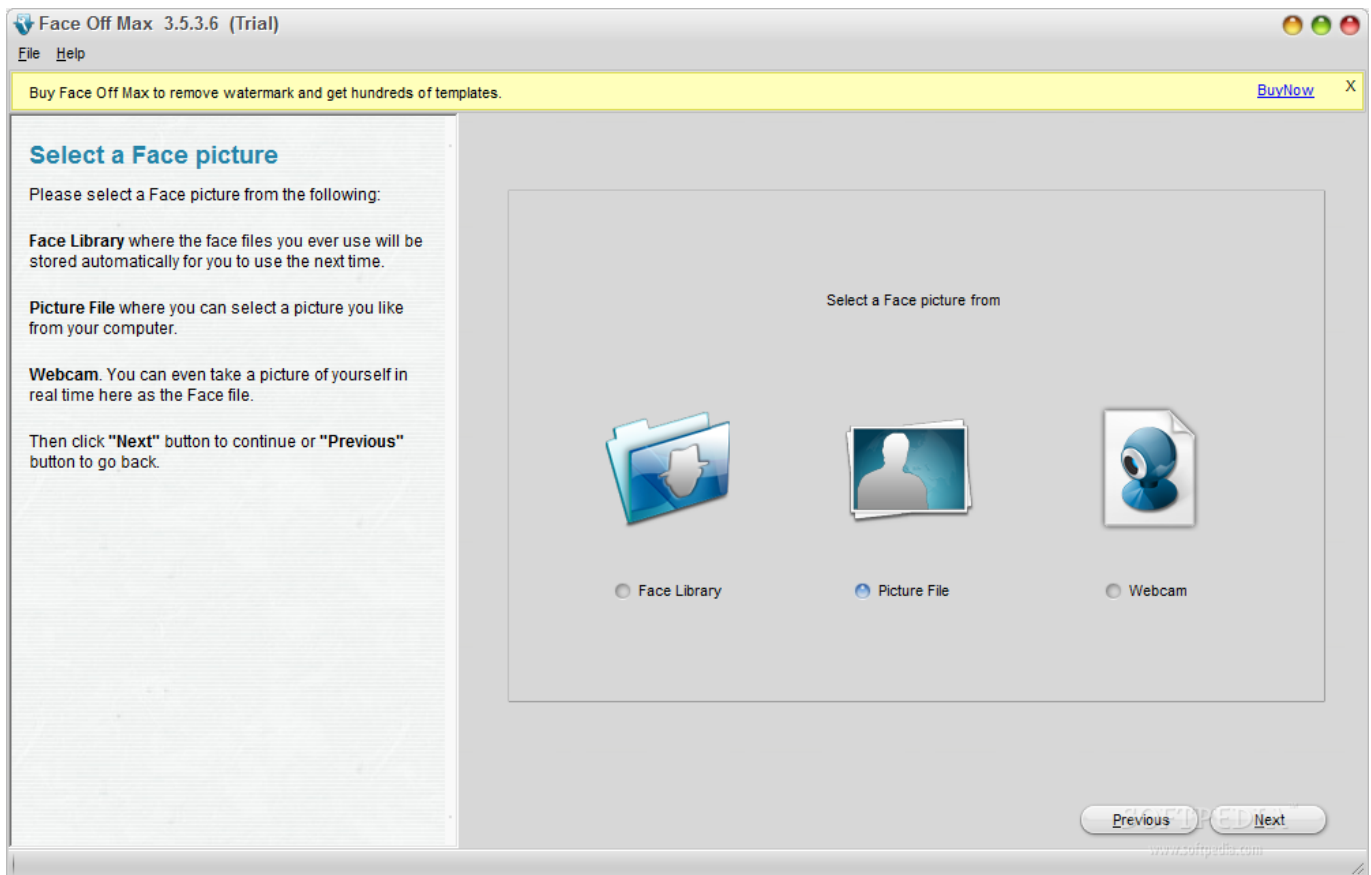 Face Off Max 3.5.3.6 (Trial)
File Help
Buy Face Off Max to remove watermark and get hundreds of templates.
BuyNow X
Select a Face picture
Please select a Face picture from the following:
Face Library where the face files you ever use will be
stored automatically for you to use the next time.
Picture File where you can select a picture you like
from your computer.
Webcam. You can even take a picture of yourself in
real time here as the Face file.
Then click "Next" button to continue or "Previous"
button to go back.
Select a Face picture from
Face Library
Picture File
Webcam
Previous
Next
SOFTPEDIA
www.softpedia.com